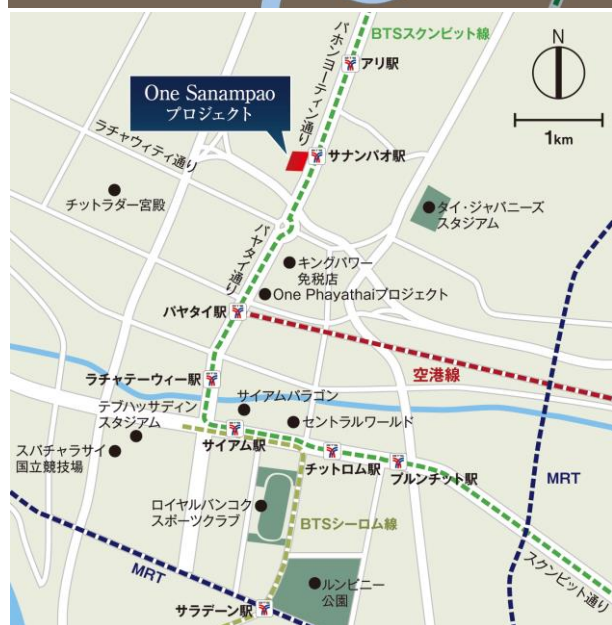 BTSスクンビット線
N
1km
パホンヨーティン通り
アリ駅
One Sanampao
プロジェクト
ラチャウィティ通り
サナンパオ駅
チットラダー宮殿
タイ・ジャパニーズ
スタジアム
パヤタイ通り
キングパワー
免税店
One Phayathaiプロジェクト
パヤタイ駅
空港線
ラチャテーウィー駅
サイアムパラゴン
テプハッサディン
スタジアム
セントラルワールド
スパチャラサイ
国立競技場
サイアム駅
チットロム駅
プルンチット駅
MRT
ロイヤルバンコク
スポーツクラブ
BTSシーロム線
スクンビット通り
MRT
ルンピニー
公園
サラデーン駅